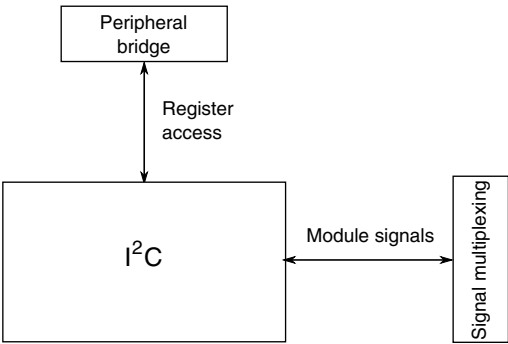 Peripheral
bridge
Register
access
I²C
Module signals
Signal multiplexing